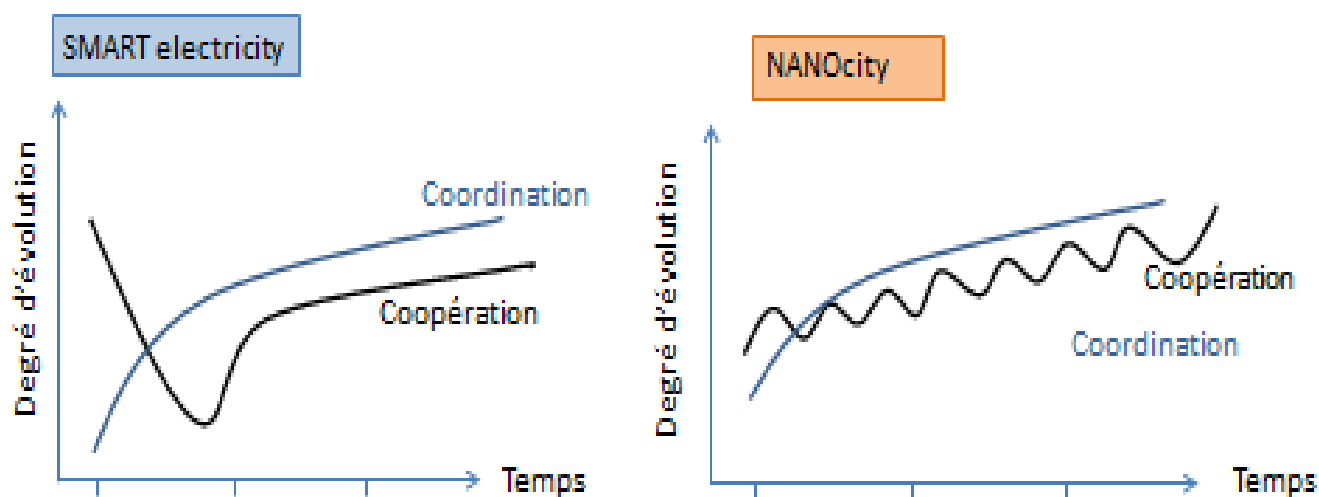 SMART electricity
Degré d'évolution
Coordination
Coopération
Temps
NANOcity
Degré d'évolution
Coopération
Coordination
Temps